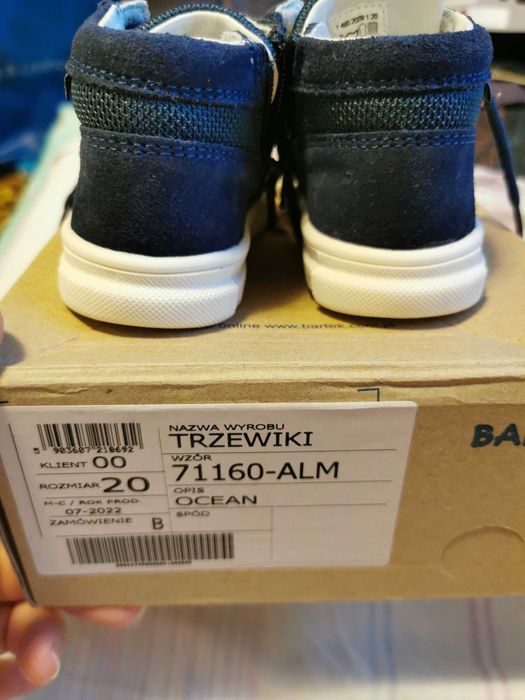 online www.bartek.com.pl
5 903607 218692
KLIENT 00
ROZMIAR 20
M-C / ROK PROD.
07-2022
ZAMÓWIENIE B
NAZWA WYROBU
TRZEWIKI
WZÓR
71160-ALM
OPIS
OCEAN
SPÓD
BA